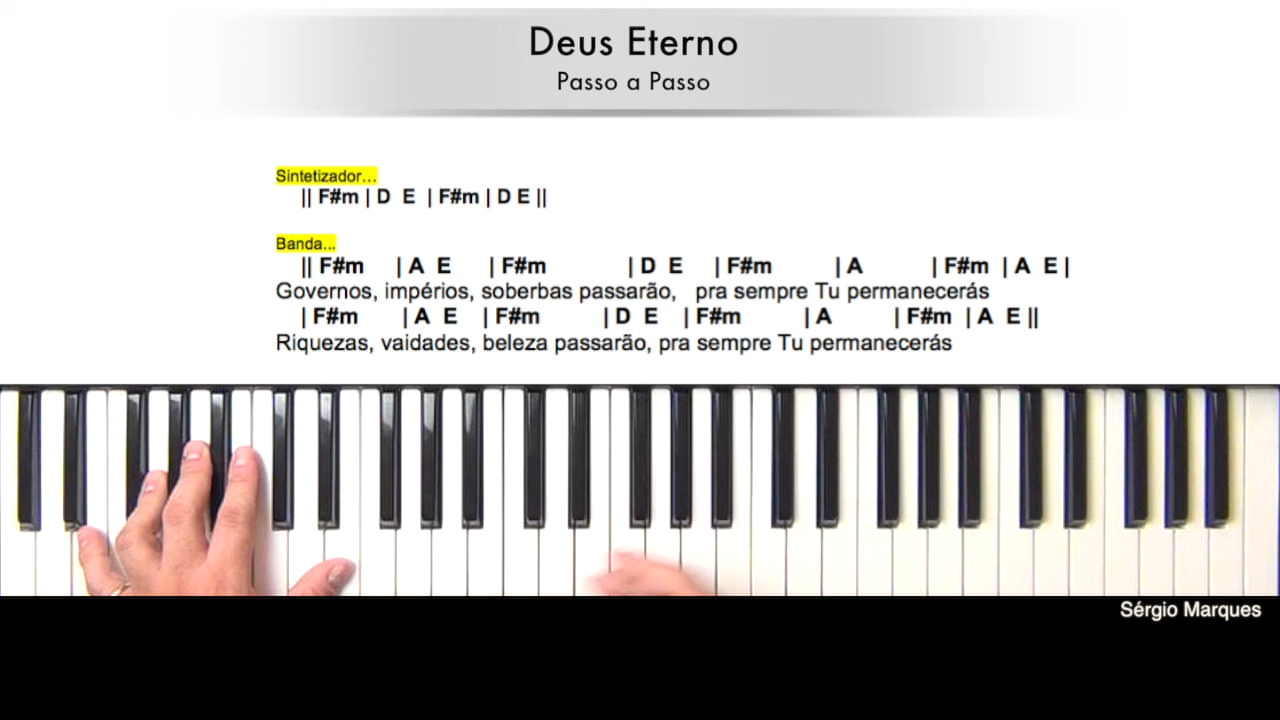 Deus Eterno
Passo a Passo
Sintetizador...
|| F#m | D E | F#m | D E ||
Banda...
|| F#m | A E | F#m | D E | F#m | A | F#m | A E |
Governos, impérios, soberbas passarão, pra sempre Tu permanecerás
| F#m | A E | F#m | D E | F#m | A | F#m | A E ||
Riquezas, vaidades, beleza passarão, pra sempre Tu permanecerás
Sérgio Marques